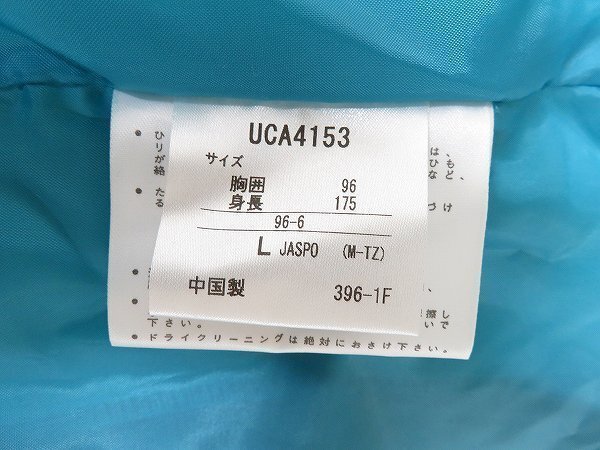 UCA4153
サイズ
胸囲 96
身長 175
96-6
L JASPO (M-TZ)
中国製 396-1F
下さい。
• ドライクリーニングは絶対におさけ下さい。